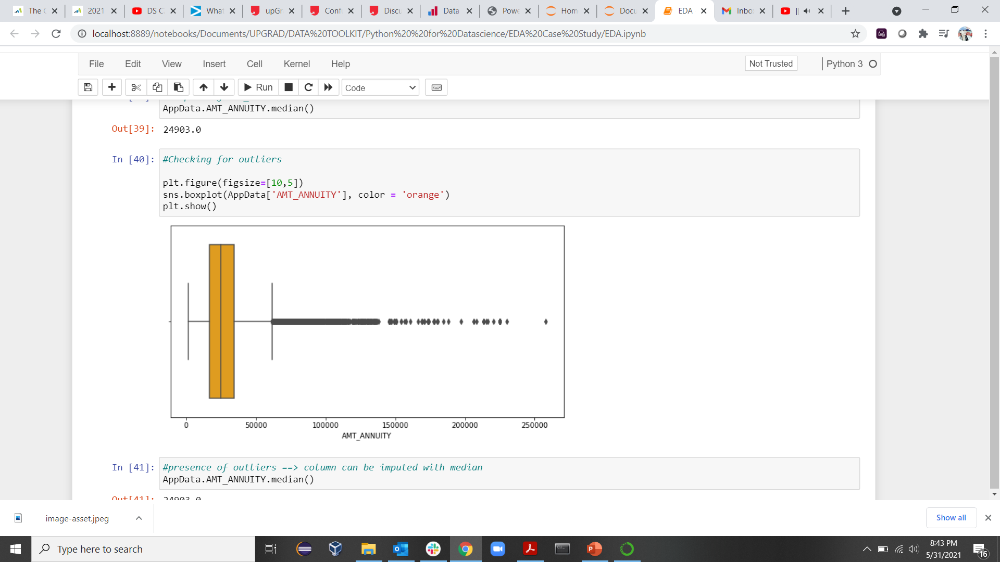 The C
2021
DS C
What
upGr
Conf
Discu
Data
Powe
Hom
Docu
EDA
Inbo
||
localhost:8889/notebooks/Documents/UPGRAD/DATA%20TOOLKIT/Python%20%20for%20Datascience/EDA%20Case%20Study/EDA.ipynb
File Edit View Insert Cell Kernel Help Not Trusted Python 3
Run Code
AppData.AMT_ANNUITY.median()
Out[39]: 24903.0
In [40]: #Checking for outliers
plt.figure(figsize=[10,5])
sns.boxplot(AppData['AMT_ANNUITY'], color = 'orange')
plt.show()
0 50000 100000 150000 200000 250000
AMT_ANNUITY
In [41]: #presence of outliers ==> column can be imputed with median
AppData.AMT_ANNUITY.median()
Out[41]: 24903.0
image-asset.jpeg
Show all
Type here to search
8:43 PM
5/31/2021
16